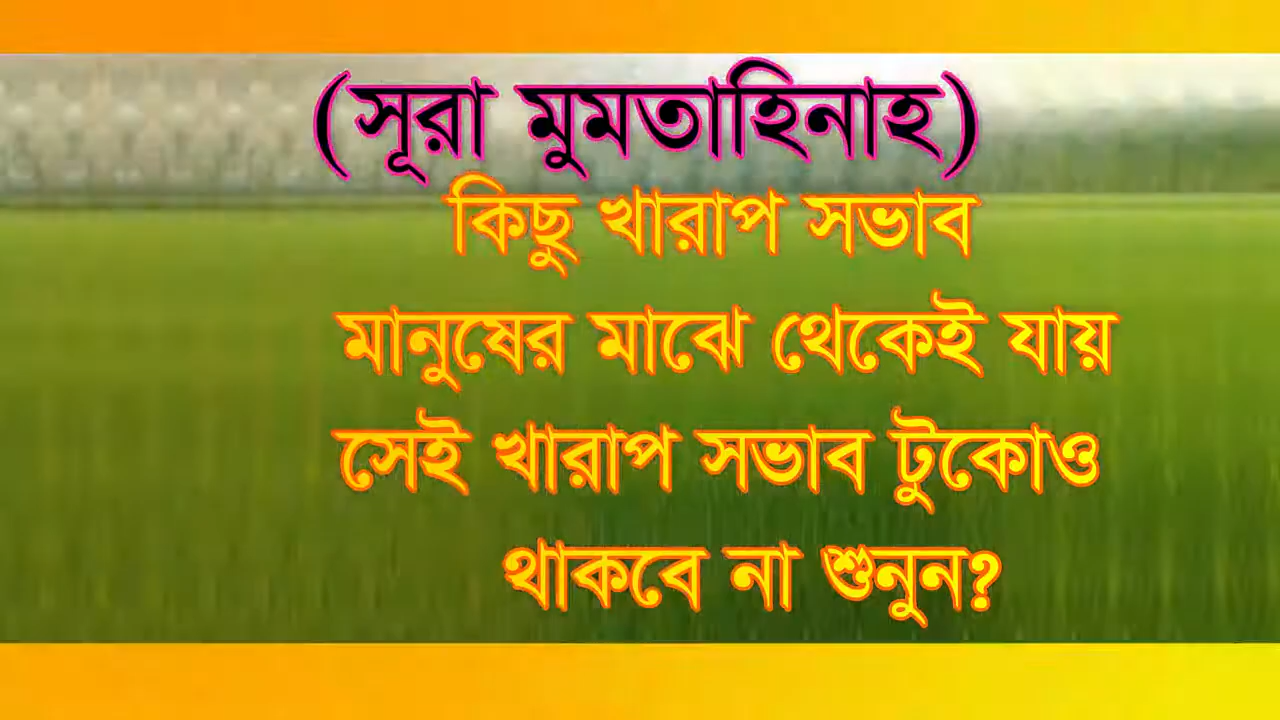 (সূরা মুমতাহিনাহ)
কিছু খারাপ সভাব
মানুষের মাঝে থেকেই যায়
সেই খারাপ সভাব টুকোও
থাকবে না শুনুন?